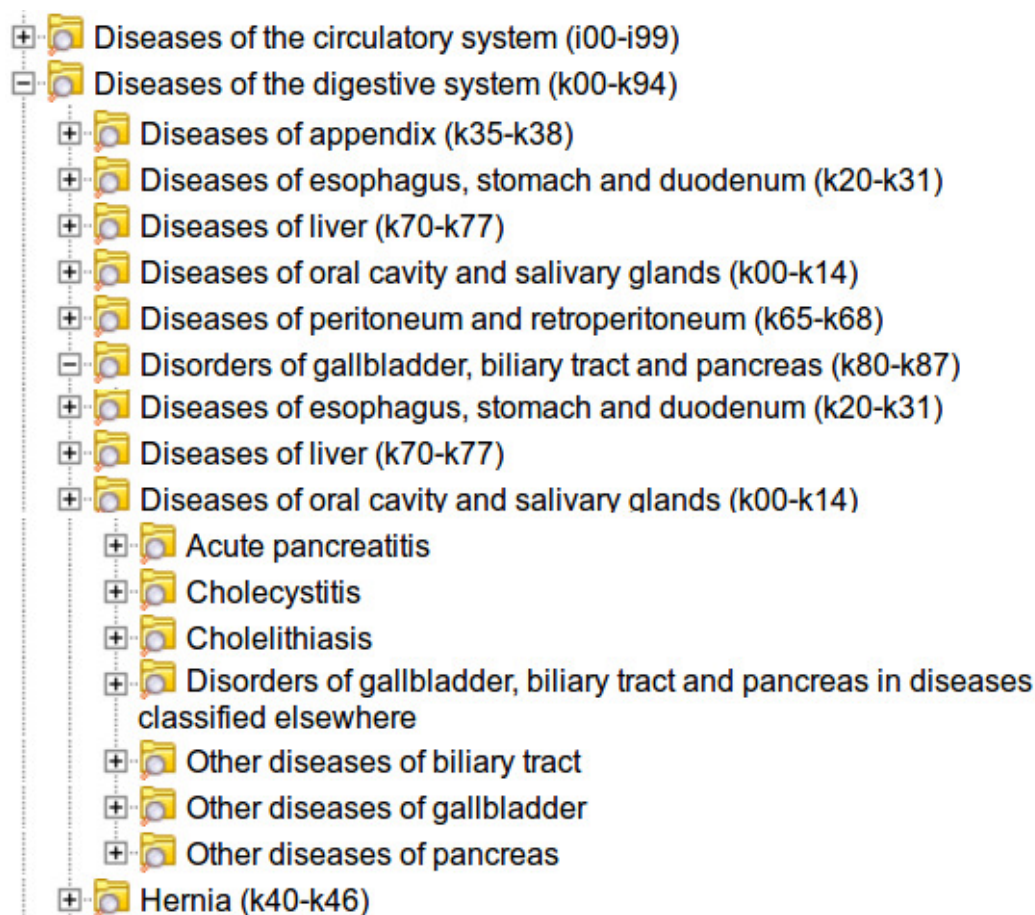 Diseases of the circulatory system (i00-i99)
Diseases of the digestive system (k00-k94)
Diseases of appendix (k35-k38)
Diseases of esophagus, stomach and duodenum (k20-k31)
Diseases of liver (k70-k77)
Diseases of oral cavity and salivary glands (k00-k14)
Diseases of peritoneum and retroperitoneum (k65-k68)
Disorders of gallbladder, biliary tract and pancreas (k80-k87)
Diseases of esophagus, stomach and duodenum (k20-k31)
Diseases of liver (k70-k77)
Diseases of oral cavity and salivary glands (k00-k14)
Acute pancreatitis
Cholecystitis
Cholelithiasis
Disorders of gallbladder, biliary tract and pancreas in diseases
classified elsewhere
Other diseases of biliary tract
Other diseases of gallbladder
Other diseases of pancreas
Hernia (k40-k46)